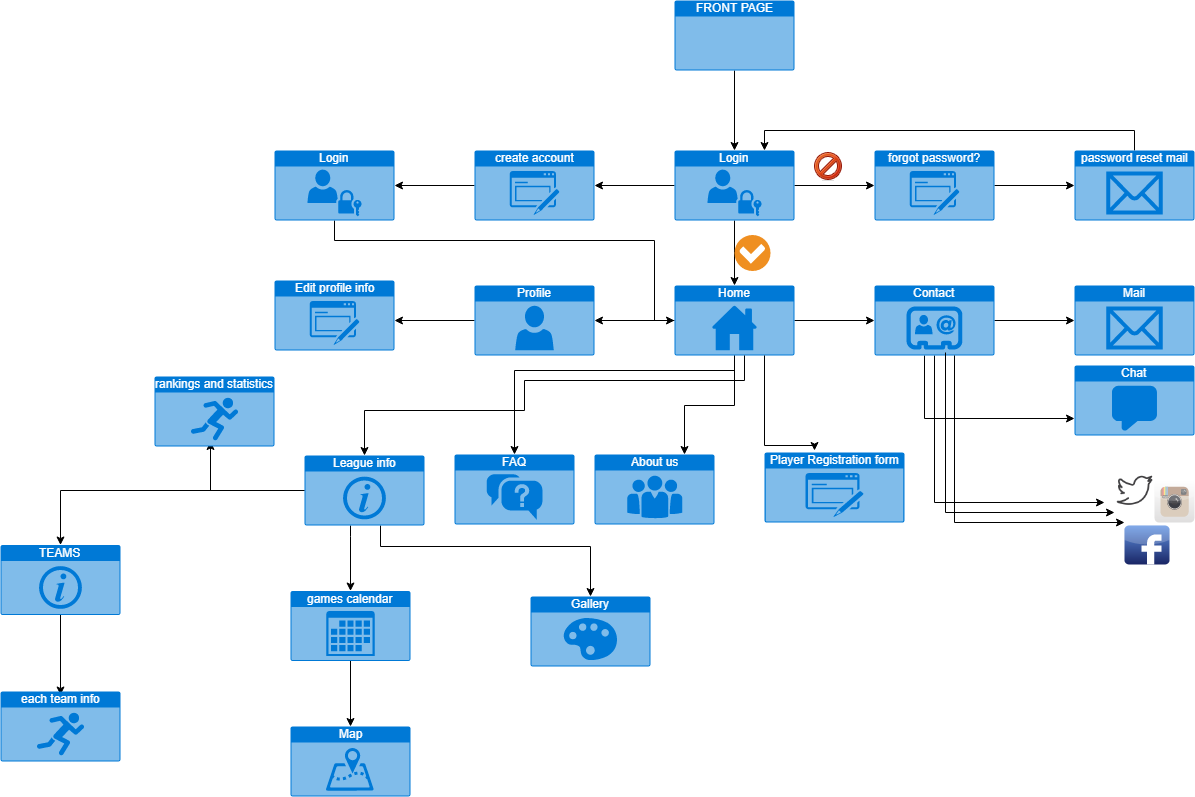 FRONT PAGE
Login
create account
Login
forgot password?
password reset mail
Edit profile info
Profile
Home
Contact
Mail
Chat
rankings and statistics
League info
FAQ
About us
Player Registration form
TEAMS
games calendar
Gallery
each team info
Map